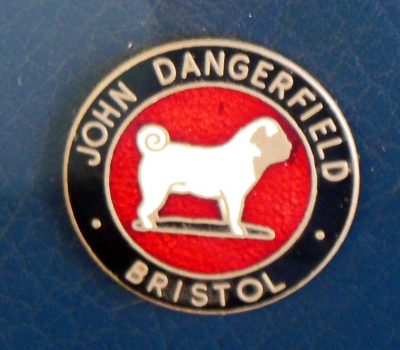 JOHN DANGERFIELD
BRISTOL